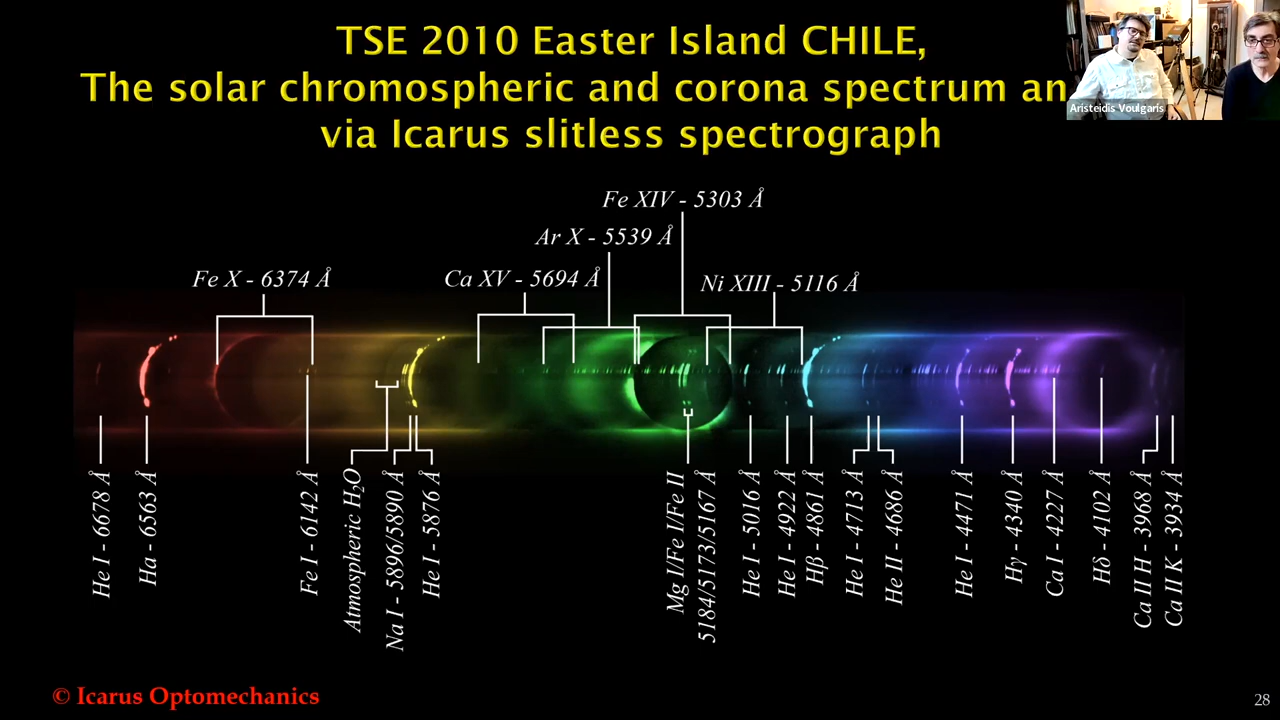 TSE 2010 Easter Island CHILE,
The solar chromospheric and corona spectrum an
via Icarus slitless spectrograph
Aristeidis Voulgaris
Fe XIV - 5303 Å
Ar X - 5539 Å
Fe X - 6374 Å
Ca XV - 5694 Å
Ni XIII - 5116 Å
He I - 6678 Å
Hα - 6563 Å
Fe I - 6142 Å
Atmospheric H₂O
Na I - 5896/5890 Å
He I - 5876 Å
Mg I/Fe I/Fe II
5184/5173/5167 Å
He I - 5016 Å
He I - 4922 Å
Hβ - 4861 Å
He I - 4713 Å
He II - 4686 Å
He I - 4471 Å
Hγ - 4340 Å
Ca I - 4227 Å
Hδ - 4102 Å
Ca II H - 3968 Å
Ca II K - 3934 Å
© Icarus Optomechanics
28